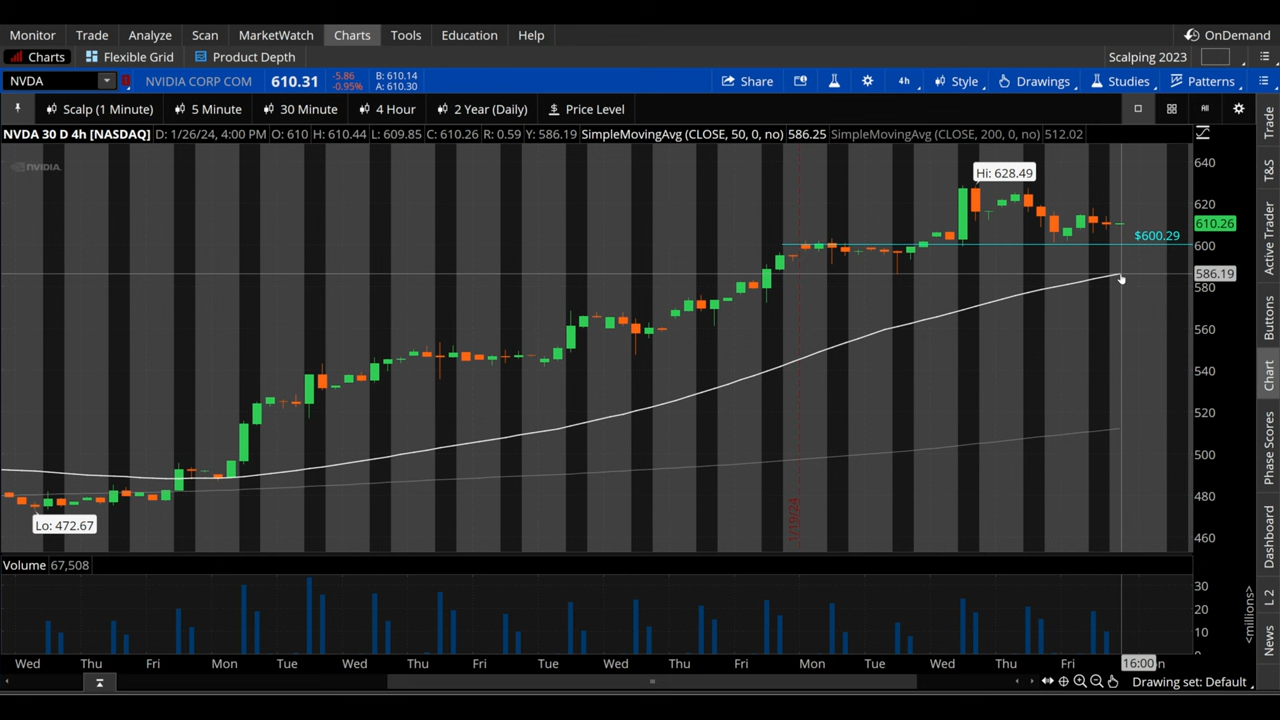 Monitor Trade Analyze Scan MarketWatch Charts Tools Education Help OnDemand
Charts Flexible Grid Product Depth Scalping 2023
NVDA NVIDIA CORP COM 610.31 -5.86 -0.95% B: 610.14 A: 610.30 Share 4h Style Drawings Studies Patterns
Scalp (1 Minute) 5 Minute 30 Minute 4 Hour 2 Year (Daily) Price Level
NVDA 30 D 4h [NASDAQ] D: 1/26/24, 4:00 PM O: 610 H: 610.44 L: 609.85 C: 610.26 R: 0.59 Y: 586.19 SimpleMovingAvg (CLOSE, 50, 0, no) 586.25 SimpleMovingAvg (CLOSE, 200, 0, no) 512.02
NVIDIA
640
Hi: 628.49
620
610.26
$600.29
600
586.19
580
560
540
520
500
480
Lo: 472.67
1/19/24
460
Volume 67,508
30
20
10
<millions>
Wed Thu Fri Mon Tue Wed Thu Fri Tue Wed Thu Fri Mon Tue Wed Thu Fri 16:00
Drawing set: Default
Trade
T&S
Active Trader
Buttons
Chart
Phase Scores
Dashboard
L 2
News